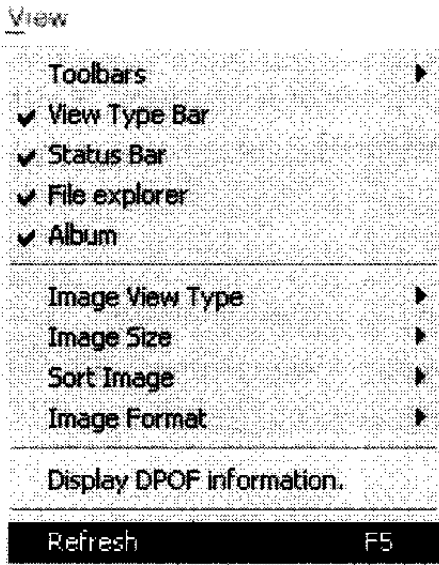 View
Toolbars
View Type Bar
Status Bar
File explorer
Album
Image View Type
Image Size
Sort Image
Image Format
Display DPOF information.
Refresh F5